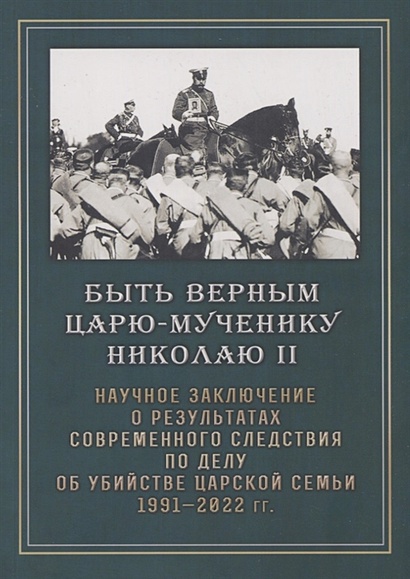 БЫТЬ ВЕРНЫМ
ЦАРЮ-МУЧЕНИКУ
НИКОЛАЮ II
НАУЧНОЕ ЗАКЛЮЧЕНИЕ
О РЕЗУЛЬТАТАХ
СОВРЕМЕННОГО СЛЕДСТВИЯ
ПО ДЕЛУ
ОБ УБИЙСТВЕ ЦАРСКОЙ СЕМЬИ
1991–2022 гг.